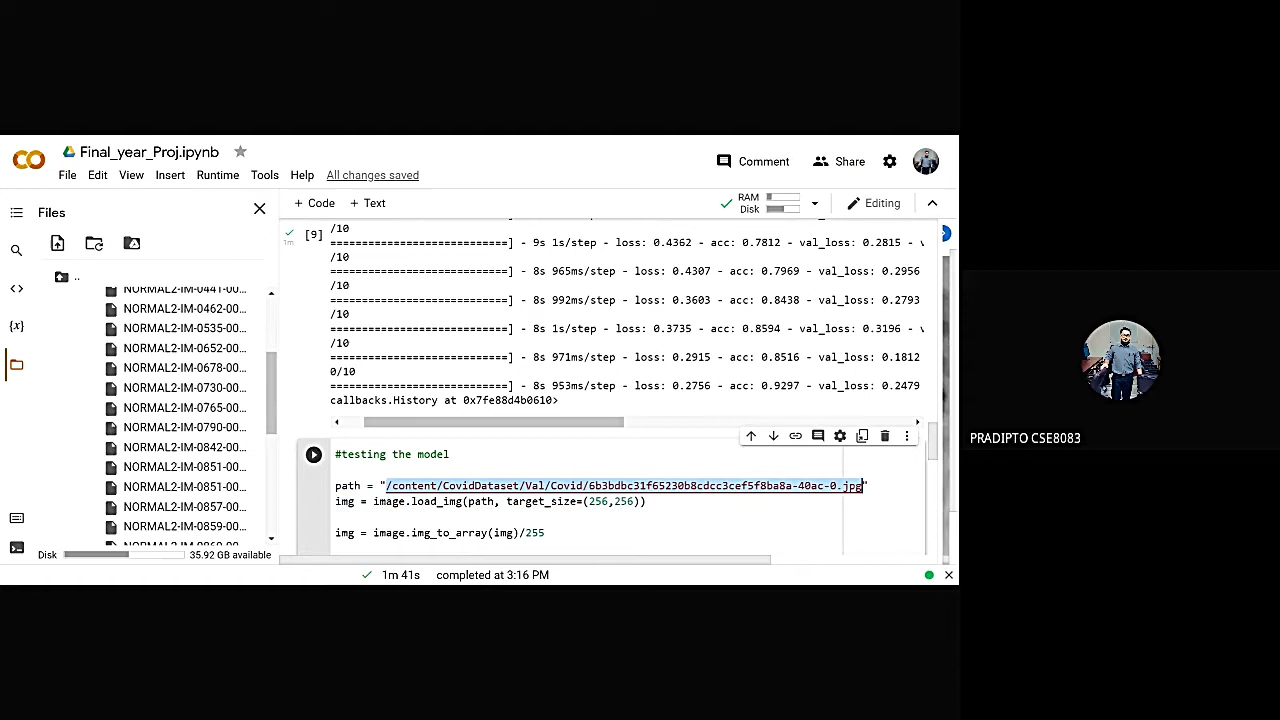 Final_year_Proj.ipynb
Comment
Share
File Edit View Insert Runtime Tools Help All changes saved
Files
+ Code + Text
RAM
Disk
Editing
..
NORMAL2-IM-0441-00...
NORMAL2-IM-0462-00...
NORMAL2-IM-0535-00...
NORMAL2-IM-0652-00...
NORMAL2-IM-0678-00...
NORMAL2-IM-0730-00...
NORMAL2-IM-0765-00...
NORMAL2-IM-0790-00...
NORMAL2-IM-0842-00...
NORMAL2-IM-0851-00...
NORMAL2-IM-0851-00...
NORMAL2-IM-0857-00...
NORMAL2-IM-0859-00...
Disk 35.92 GB available
[9]
1m
/10
============================] - 9s 1s/step - loss: 0.4362 - acc: 0.7812 - val_loss: 0.2815 - v
/10
============================] - 8s 965ms/step - loss: 0.4307 - acc: 0.7969 - val_loss: 0.2956
/10
============================] - 8s 992ms/step - loss: 0.3603 - acc: 0.8438 - val_loss: 0.2793
/10
============================] - 8s 1s/step - loss: 0.3735 - acc: 0.8594 - val_loss: 0.3196 - v
/10
============================] - 8s 971ms/step - loss: 0.2915 - acc: 0.8516 - val_loss: 0.1812
0/10
============================] - 8s 953ms/step - loss: 0.2756 - acc: 0.9297 - val_loss: 0.2479
callbacks.History at 0x7fe88d4b0610>
#testing the model
path = "/content/CovidDataset/Val/Covid/6b3bdbc31f65230b8cdcc3cef5f8ba8a-40ac-0.jpg"
img = image.load_img(path, target_size=(256,256))
img = image.img_to_array(img)/255
1m 41s completed at 3:16 PM
PRADIPTO CSE8083